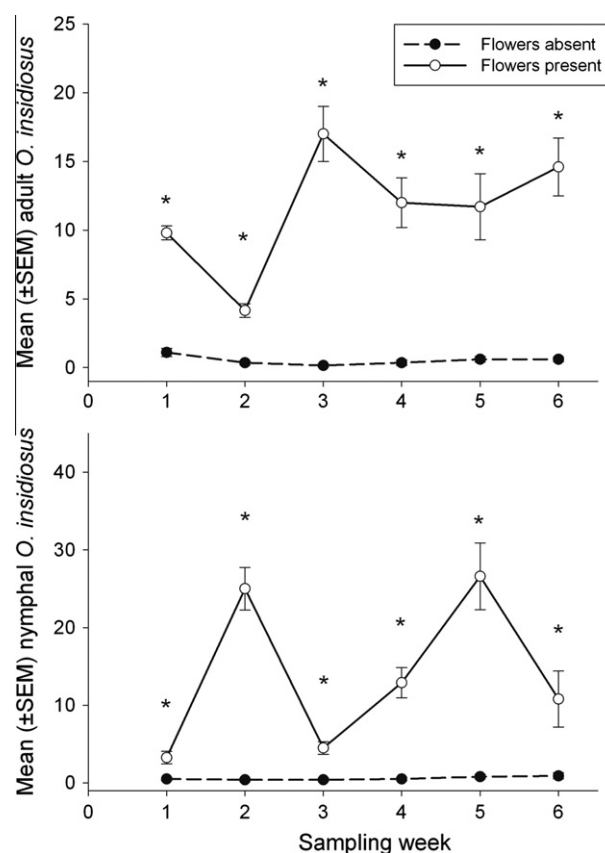 Flowers absent
Flowers present
Mean (±SEM) adult O. insidiosus
25
20
15
10
5
0
* * * * * *
0 1 2 3 4 5 6
Mean (±SEM) nymphal O. insidiosus
40
30
20
10
0
* * * * * *
0 1 2 3 4 5 6
Sampling week